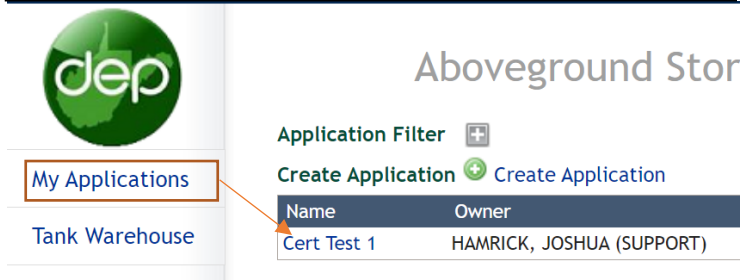 dep
Aboveground Stor
My Applications
Tank Warehouse
Application Filter
Create Application Create Application
Name Owner
Cert Test 1 HAMRICK, JOSHUA (SUPPORT)